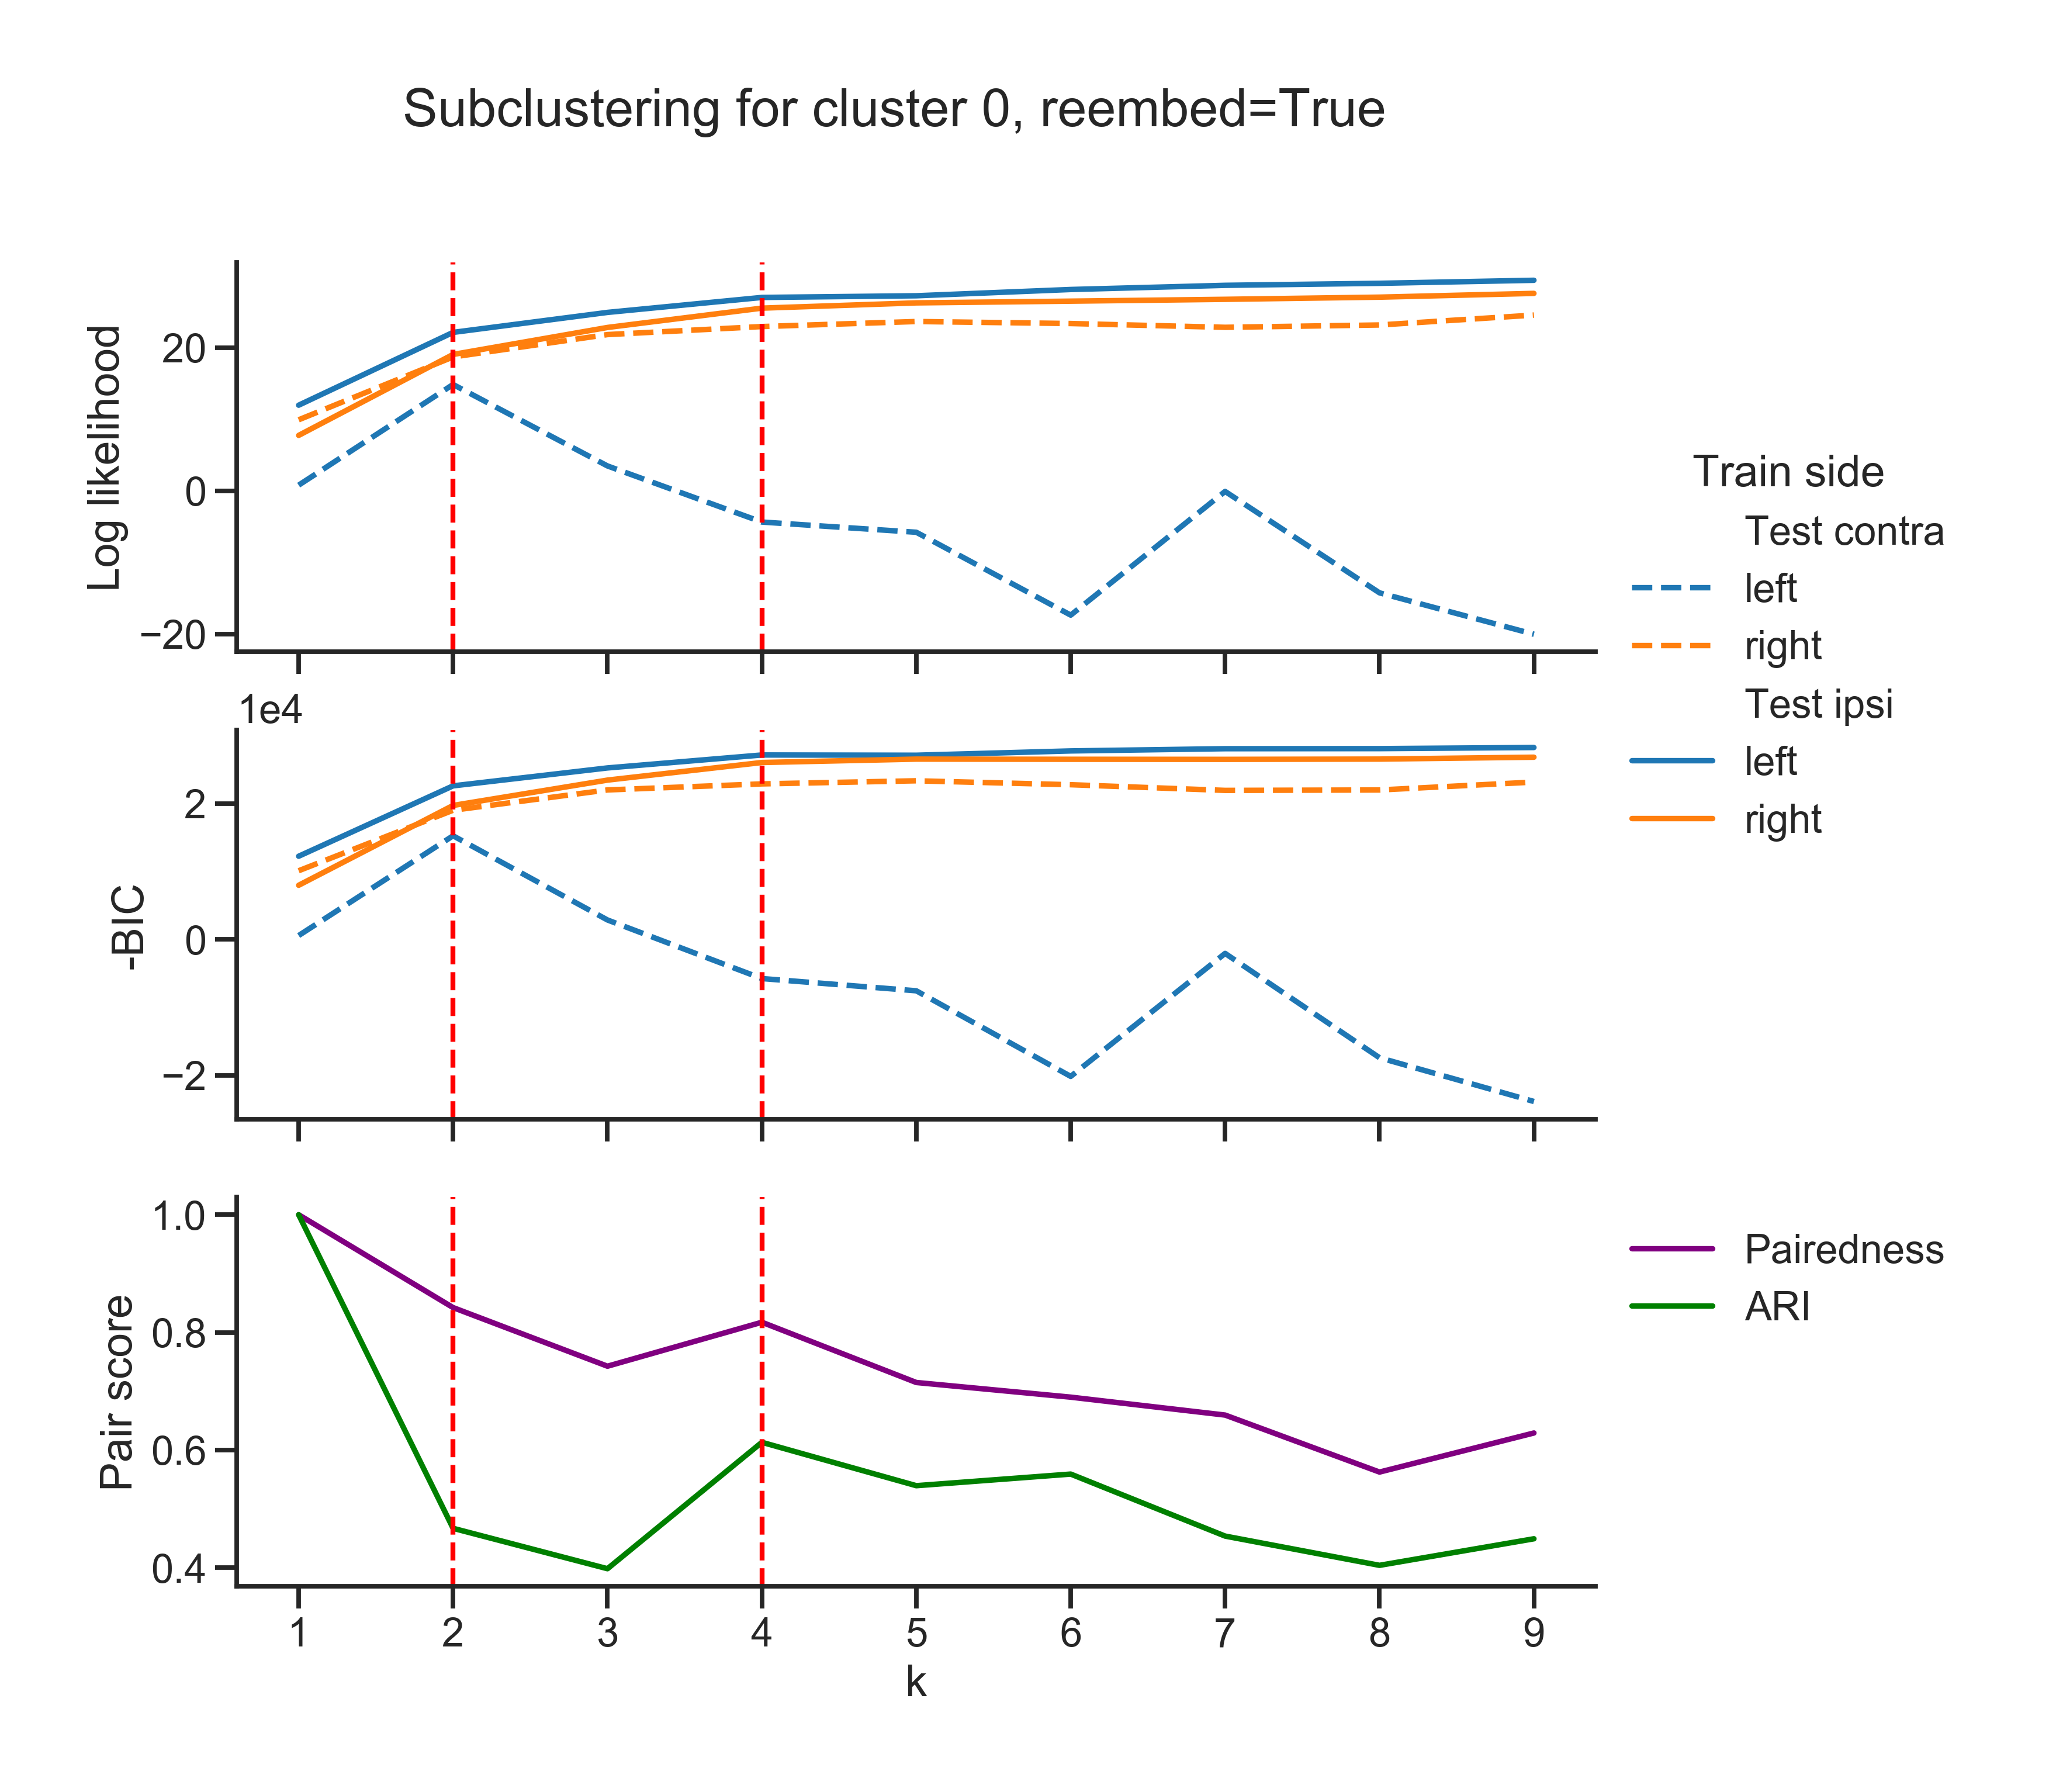 Subclustering for cluster 0, reembed=True
Log likelihood
20
0
−20
Train side
Test contra
left
right
Test ipsi
left
right
1e4
-BIC
2
0
−2
Pair score
1.0
0.8
0.6
0.4
Pairedness
ARI
1 2 3 4 5 6 7 8 9
k